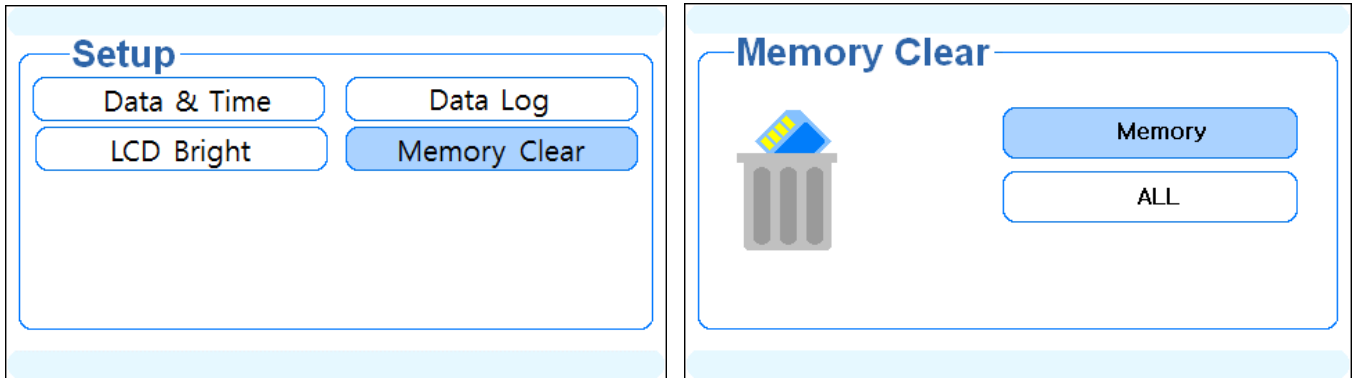 Setup
Data & Time
Data Log
LCD Bright
Memory Clear
Memory Clear
Memory
ALL